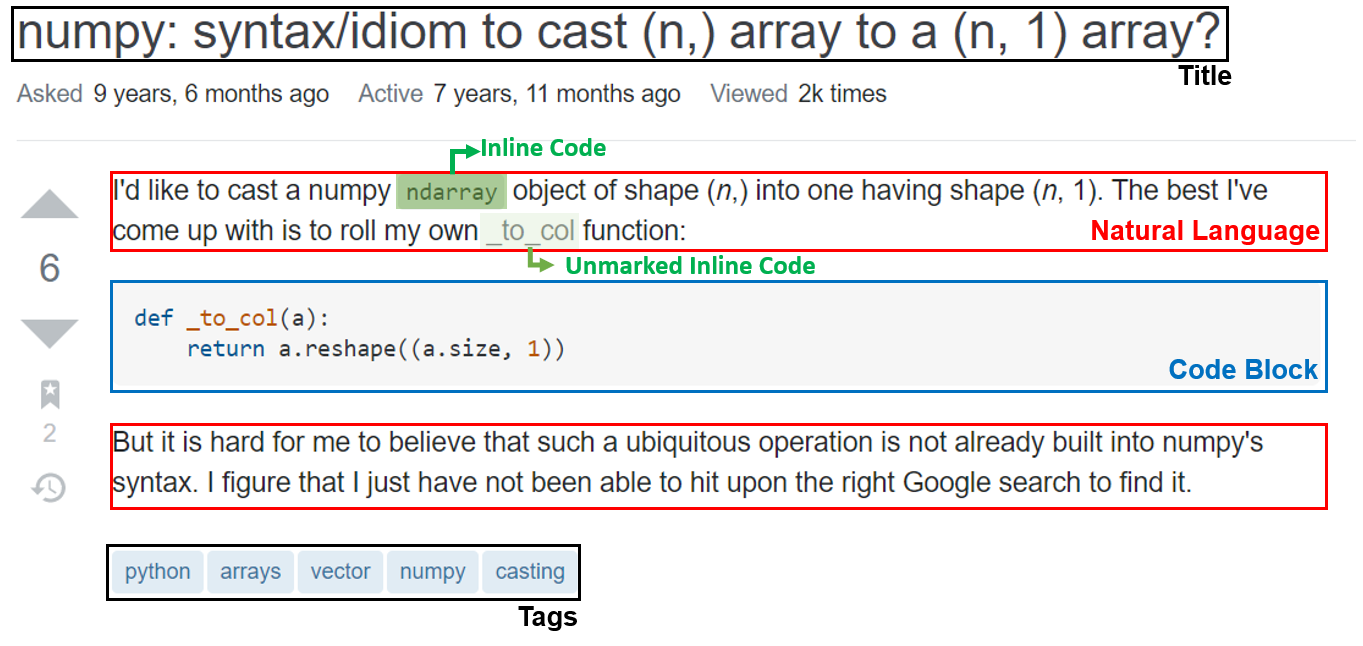 numpy: syntax/idiom to cast (n,) array to a (n, 1) array?
Title
Asked 9 years, 6 months ago Active 7 years, 11 months ago Viewed 2k times
Inline Code
I'd like to cast a numpy ndarray object of shape (n,) into one having shape (n, 1). The best I've
come up with is to roll my own _to_col function:
Natural Language
6
Unmarked Inline Code
def _to_col(a):
    return a.reshape((a.size, 1))
Code Block
2
But it is hard for me to believe that such a ubiquitous operation is not already built into numpy's
syntax. I figure that I just have not been able to hit upon the right Google search to find it.
python arrays vector numpy casting
Tags